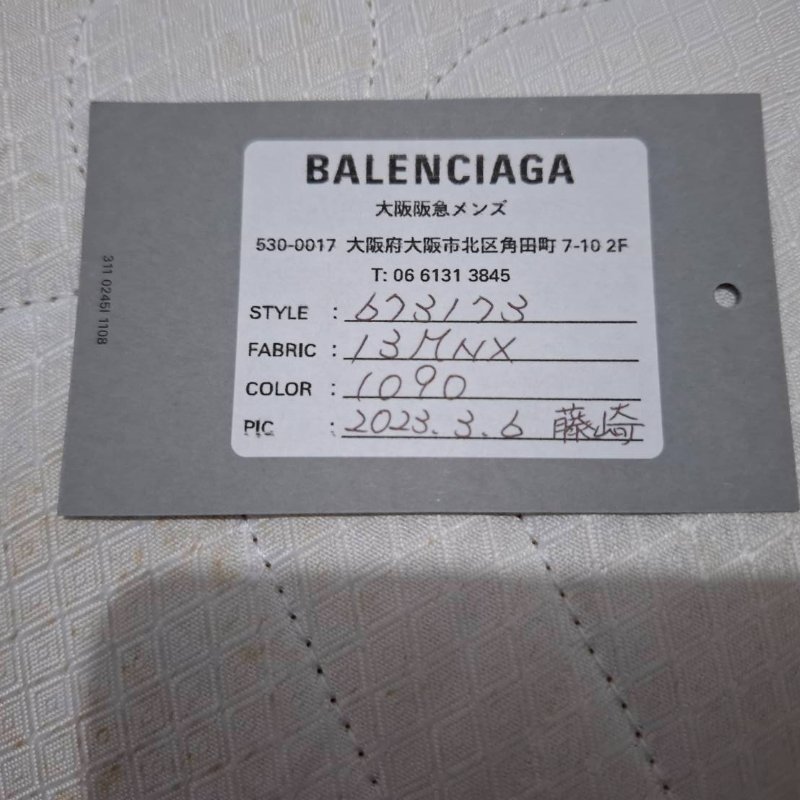 BALENCIAGA
大阪阪急メンズ
530-0017 大阪府大阪市北区角田町 7-10 2F
T: 06 6131 3845
STYLE : 673173
FABRIC : 13MNX
COLOR : 1090
PIC : 2023.3.6 藤崎
311 0245I 1108